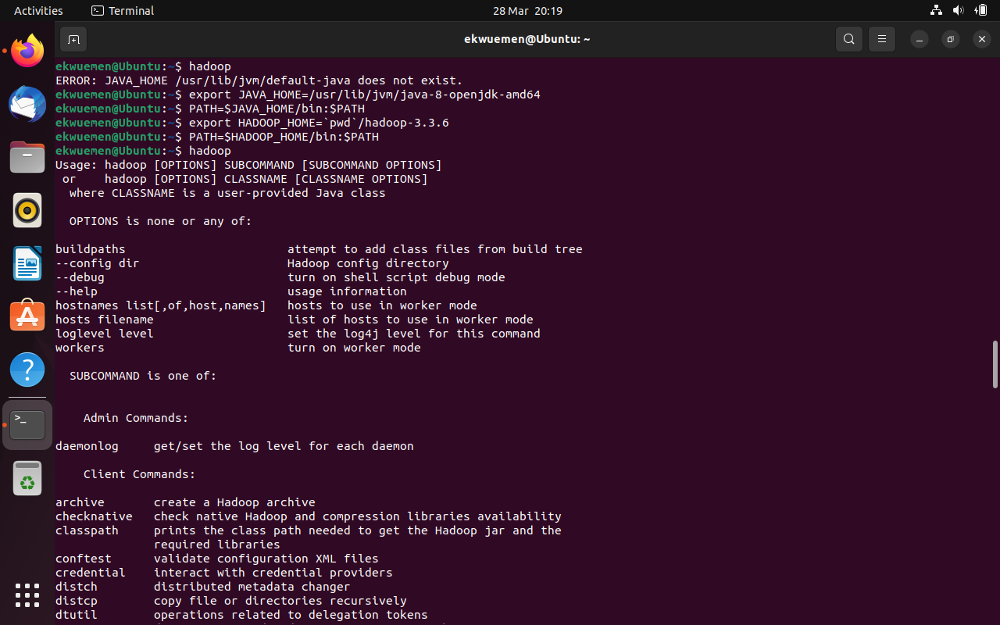 Activities Terminal 28 Mar 20:19
ekwuemen@Ubuntu: ~
ekwuemen@Ubuntu:~$ hadoop
ERROR: JAVA_HOME /usr/lib/jvm/default-java does not exist.
ekwuemen@Ubuntu:~$ export JAVA_HOME=/usr/lib/jvm/java-8-openjdk-amd64
ekwuemen@Ubuntu:~$ PATH=$JAVA_HOME/bin:$PATH
ekwuemen@Ubuntu:~$ export HADOOP_HOME=`pwd`/hadoop-3.3.6
ekwuemen@Ubuntu:~$ PATH=$HADOOP_HOME/bin:$PATH
ekwuemen@Ubuntu:~$ hadoop
Usage: hadoop [OPTIONS] SUBCOMMAND [SUBCOMMAND OPTIONS]
 or    hadoop [OPTIONS] CLASSNAME [CLASSNAME OPTIONS]
  where CLASSNAME is a user-provided Java class
  OPTIONS is none or any of:
buildpaths                       attempt to add class files from build tree
--config dir                     Hadoop config directory
--debug                          turn on shell script debug mode
--help                           usage information
hostnames list[,of,host,names]   hosts to use in worker mode
hosts filename                   list of hosts to use in worker mode
loglevel level                   set the log4j level for this command
workers                          turn on worker mode
  SUBCOMMAND is one of:
    Admin Commands:
daemonlog     get/set the log level for each daemon
    Client Commands:
archive       create a Hadoop archive
checknative   check native Hadoop and compression libraries availability
classpath     prints the class path needed to get the Hadoop jar and the
              required libraries
conftest      validate configuration XML files
credential    interact with credential providers
distch        distributed metadata changer
distcp        copy file or directories recursively
dtutil        operations related to delegation tokens